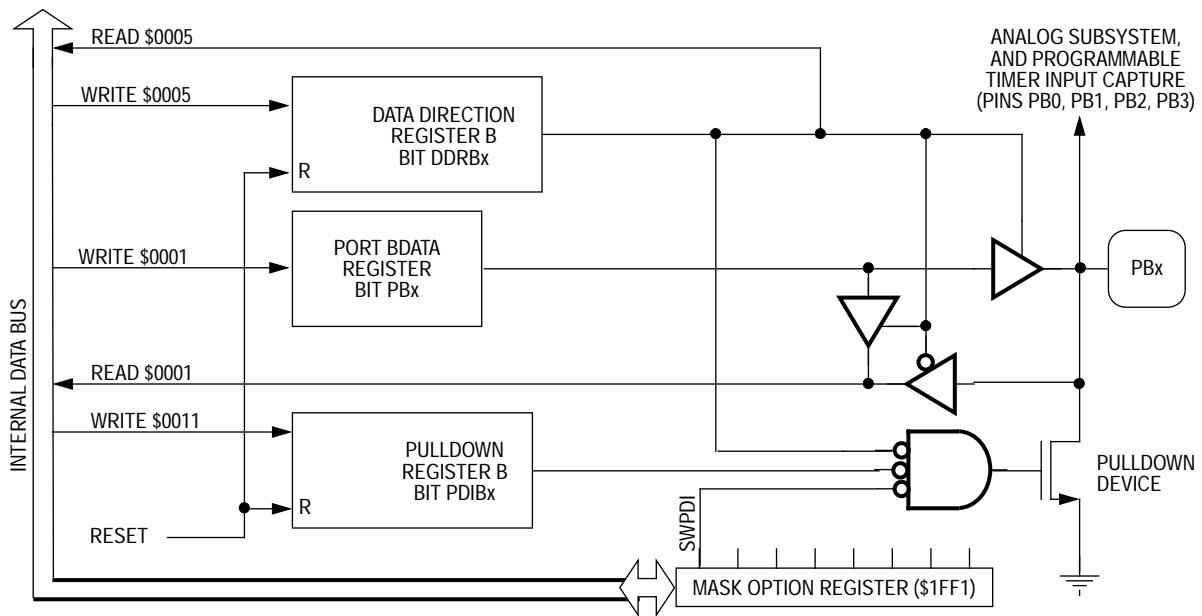 READ $0005
WRITE $0005
DATA DIRECTION
REGISTER B
BIT DDRBx
R
ANALOG SUBSYSTEM,
AND PROGRAMMABLE
TIMER INPUT CAPTURE
(PINS PB0, PB1, PB2, PB3)
WRITE $0001
PORT BDATA
REGISTER
BIT PBx
PBx
INTERNAL DATA BUS
READ $0001
WRITE $0011
PULLDOWN
REGISTER B
BIT PDIBx
R
PULLDOWN
DEVICE
RESET
SWPDI
MASK OPTION REGISTER ($1FF1)